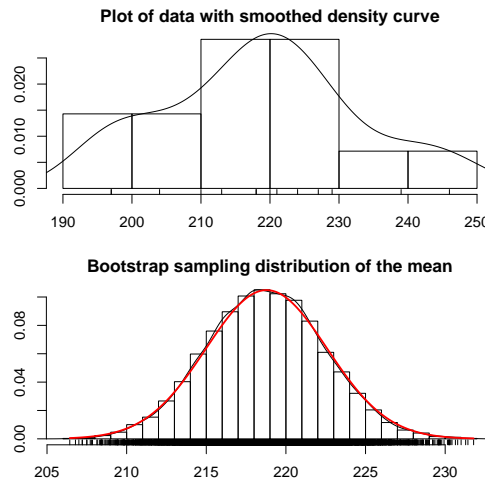 Plot of data with smoothed density curve
0.000 0.010 0.020
190 200 210 220 230 240 250
Bootstrap sampling distribution of the mean
0.00 0.04 0.08
205 210 215 220 225 230